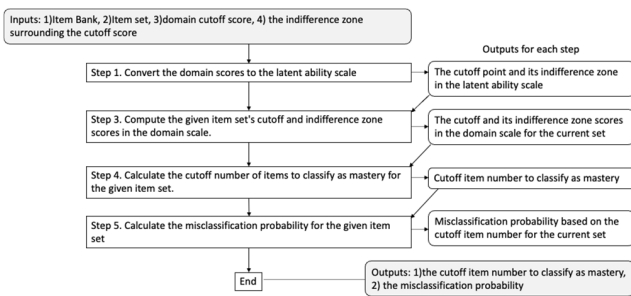 Inputs: 1)Item Bank, 2)Item set, 3)domain cutoff score, 4) the indifference zone
surrounding the cutoff score
Outputs for each step
Step 1. Convert the domain scores to the latent ability scale
The cutoff point and its indifference zone
in the latent ability scale
Step 3. Compute the given item set's cutoff and indifference zone
scores in the domain scale.
The cutoff and its indifference zone scores
in the domain scale for the current set
Step 4. Calculate the cutoff number of items to classify as mastery for
the given item set.
Cutoff item number to classify as mastery
Step 5. Calculate the misclassification probability for the given item
set
Misclassification probability based on the
cutoff item number for the current set
End
Outputs: 1)the cutoff item number to classify as mastery,
2) the misclassification probability